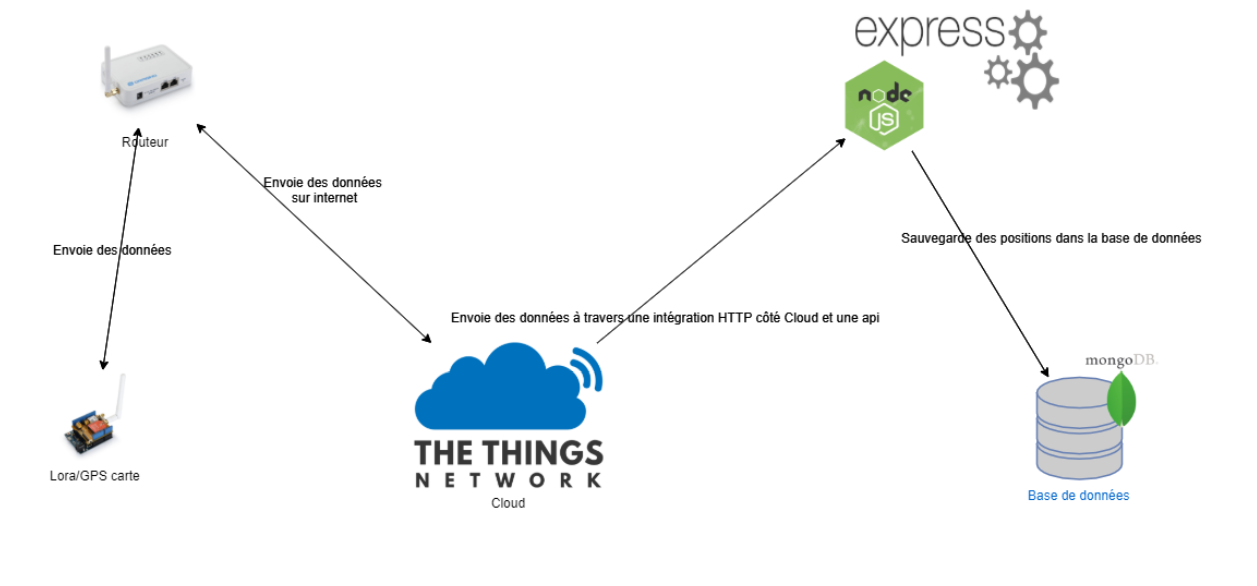 express
node
JS
Routeur
Envoie des données
sur internet
Envoie des données
Sauvegarde des positions dans la base de données
Envoie des données à travers une intégration HTTP côté Cloud et une api
mongoDB.
THE THINGS
NETWORK
Lora/GPS carte
Cloud
Base de données